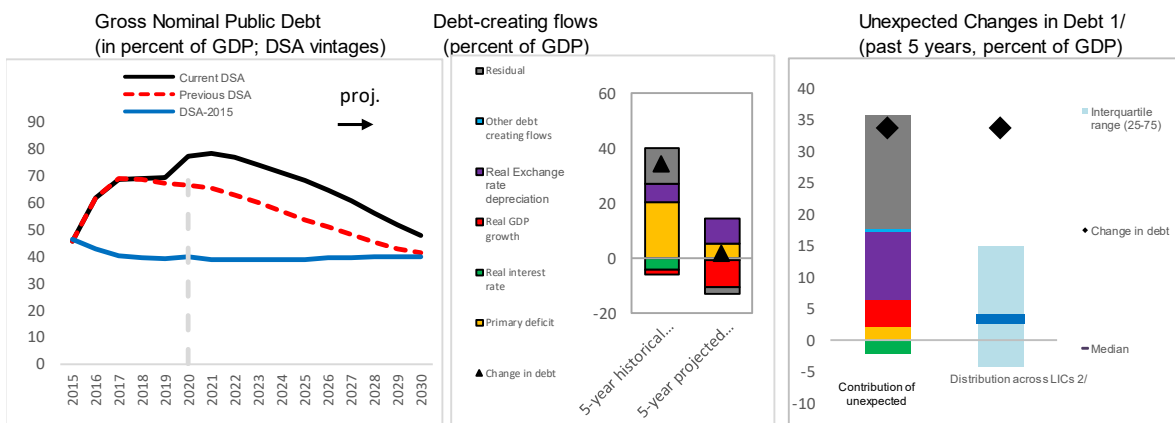 Gross Nominal Public Debt
(in percent of GDP; DSA vintages)
Current DSA
Previous DSA
DSA-2015
proj.
90
80
70
60
50
40
30
20
10
0
2015
2016
2017
2018
2019
2020
2021
2022
2023
2024
2025
2026
2027
2028
2029
2030
Debt-creating flows
(percent of GDP)
Residual
Other debt
creating flows
Real Exchange
rate
depreciation
Real GDP
growth
Real interest
rate
Primary deficit
Change in debt
60
40
20
0
-20
5-year historical...
5-year projected...
Unexpected Changes in Debt 1/
(past 5 years, percent of GDP)
40
35
30
25
20
15
10
5
0
-5
-10
Interquartile
range (25-75)
Change in debt
Median
Contribution of
unexpected
Distribution across LICs 2/